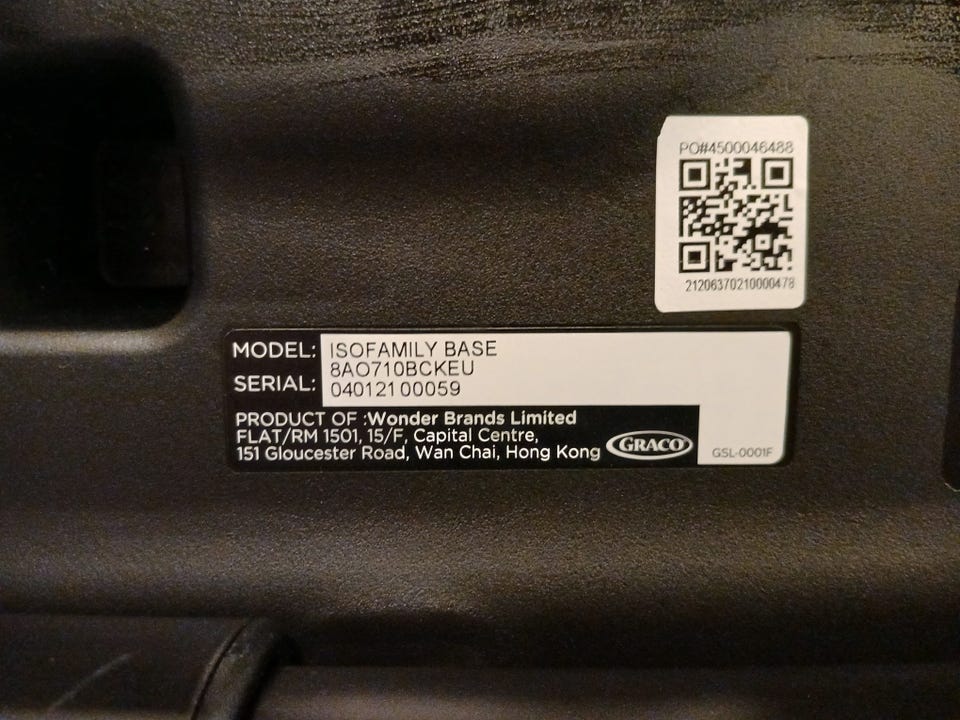 PO#4500046488
21206370210000478
MODEL: ISOFAMILY BASE
8AO710BCKEU
SERIAL: 04012100059
PRODUCT OF :Wonder Brands Limited
FLAT/RM 1501, 15/F, Capital Centre,
151 Gloucester Road, Wan Chai, Hong Kong
GRACO
GSL-0001F